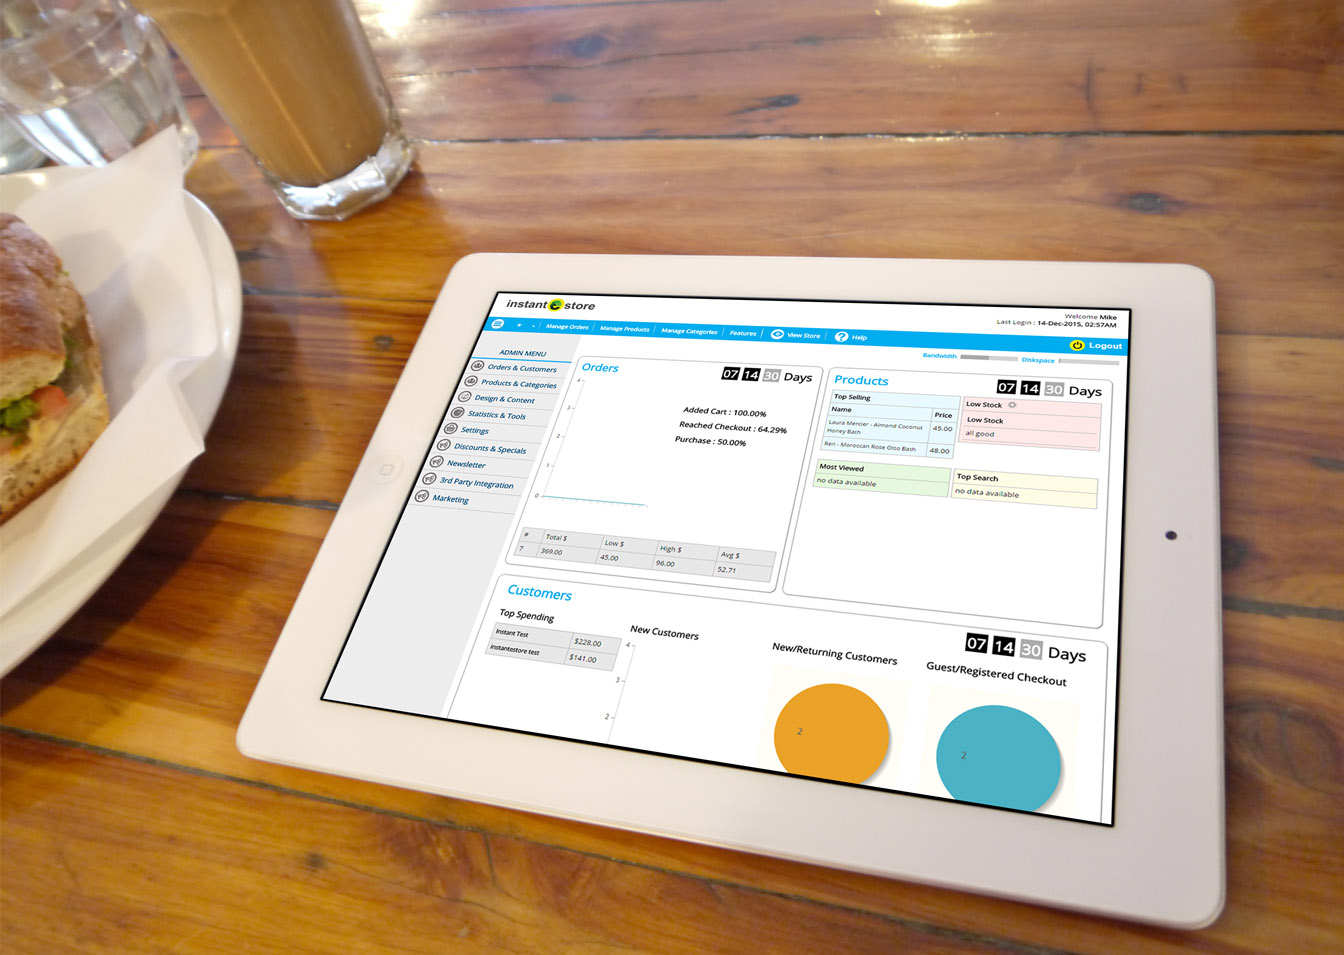 instant e store
Welcome Mike
Last Login : 14-Dec-2015, 02:57AM
Manage Orders
Manage Products
Manage Categories
Features
View Store
? Help
Logout
Bandwidth
Diskspace
ADMIN MENU
Orders & Customers
Products & Categories
Design & Content
Statistics & Tools
Settings
Discounts & Specials
Newsletter
3rd Party Integration
Marketing
Orders
07 14 30 Days
4
3
2
1
0
Added Cart : 100.00%
Reached Checkout : 64.29%
Purchase : 50.00%
# Total $ Low $ High $ Avg $
7 369.00 45.00 96.00 52.71
Products
07 14 30 Days
Top Selling
Name Price
Laura Mercier - Almond Coconut Honey Bath 45.00
Ren - Moroccan Rose Otto Bath 48.00
Low Stock
Low Stock
all good
Most Viewed
no data available
Top Search
no data available
Customers
07 14 30 Days
Top Spending
Instant Test $228.00
instantestore test $141.00
New Customers
4
3
2
New/Returning Customers
2
Guest/Registered Checkout
2